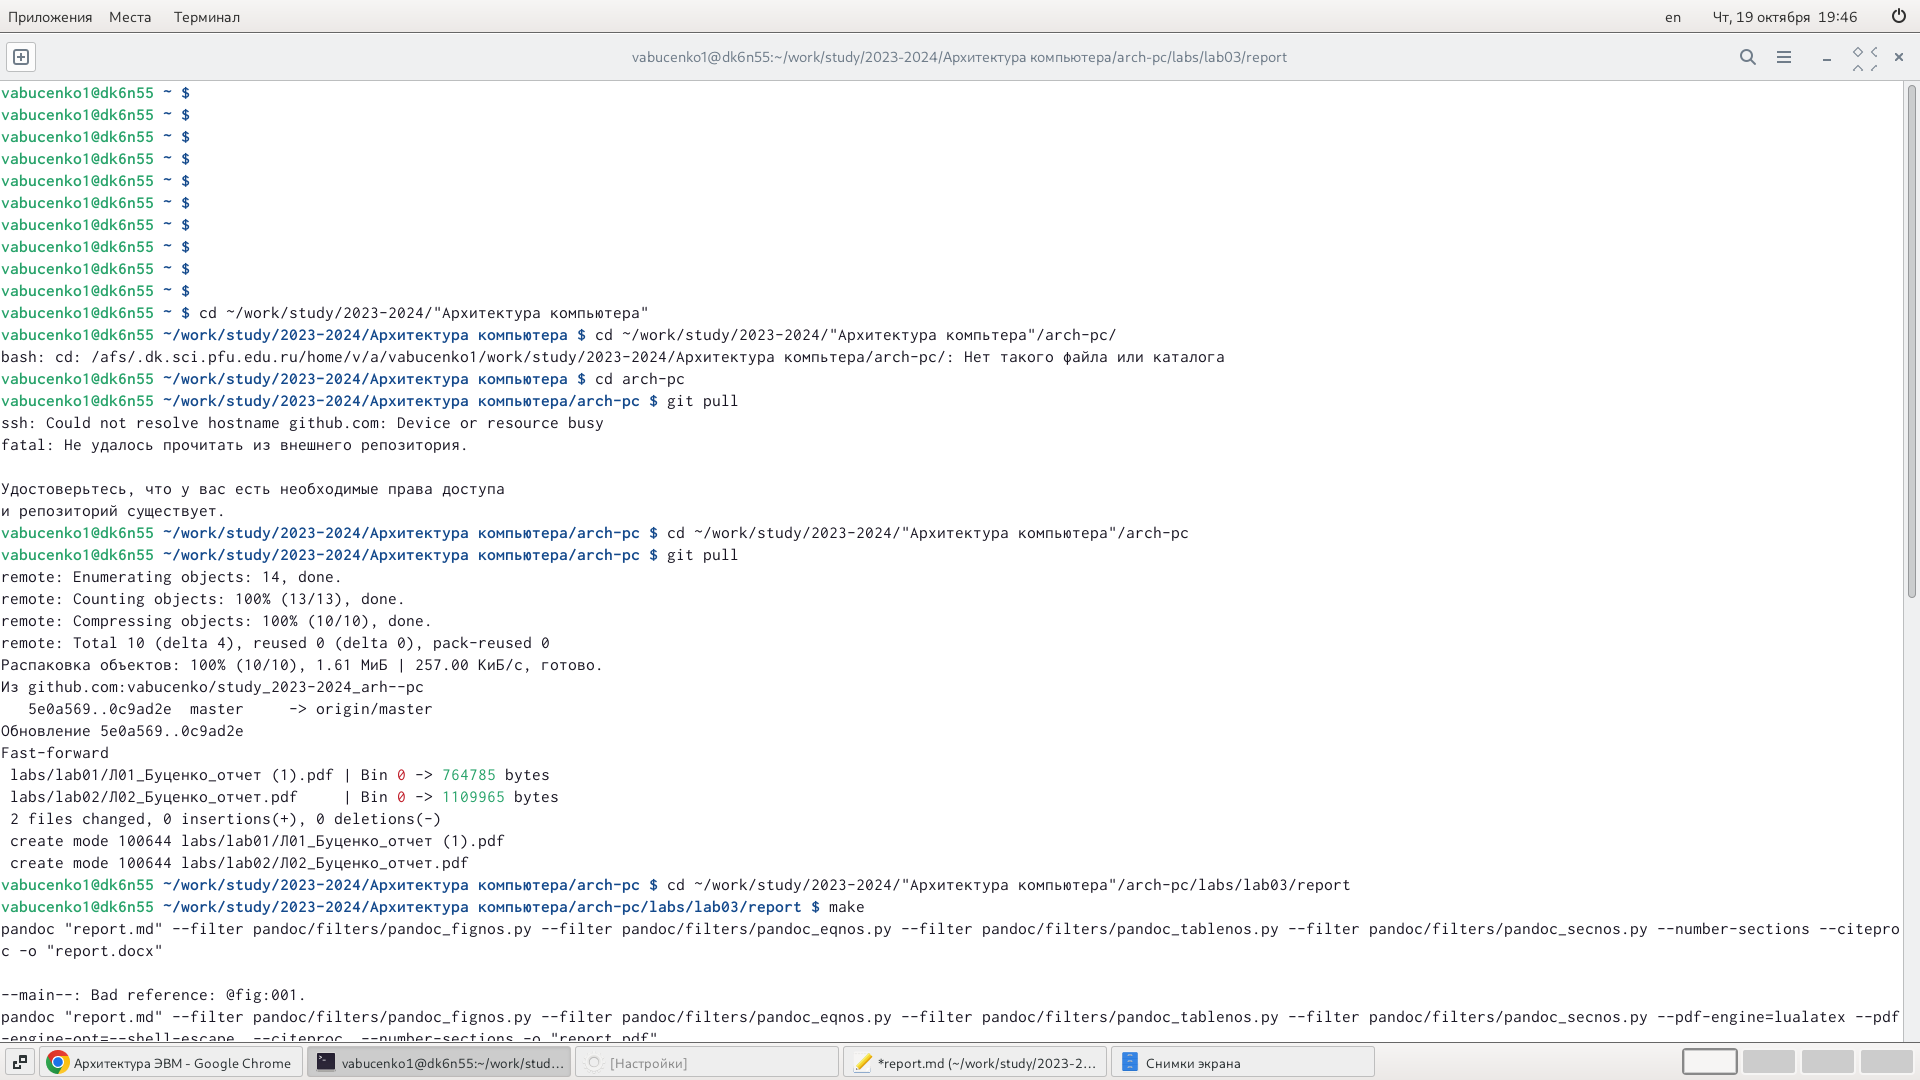 Приложения Места Терминал en Чт, 19 октября 19:46
vabucenko1@dk6n55:~/work/study/2023-2024/Архитектура компьютера/arch-pc/labs/lab03/report
vabucenko1@dk6n55 ~ $
vabucenko1@dk6n55 ~ $
vabucenko1@dk6n55 ~ $
vabucenko1@dk6n55 ~ $
vabucenko1@dk6n55 ~ $
vabucenko1@dk6n55 ~ $
vabucenko1@dk6n55 ~ $
vabucenko1@dk6n55 ~ $
vabucenko1@dk6n55 ~ $
vabucenko1@dk6n55 ~ $
vabucenko1@dk6n55 ~ $ cd ~/work/study/2023-2024/"Архитектура компьютера"
vabucenko1@dk6n55 ~/work/study/2023-2024/Архитектура компьютера $ cd ~/work/study/2023-2024/"Архитектура компьтера"/arch-pc/
bash: cd: /afs/.dk.sci.pfu.edu.ru/home/v/a/vabucenko1/work/study/2023-2024/Архитектура компьтера/arch-pc/: Нет такого файла или каталога
vabucenko1@dk6n55 ~/work/study/2023-2024/Архитектура компьютера $ cd arch-pc
vabucenko1@dk6n55 ~/work/study/2023-2024/Архитектура компьютера/arch-pc $ git pull
ssh: Could not resolve hostname github.com: Device or resource busy
fatal: Не удалось прочитать из внешнего репозитория.
Удостоверьтесь, что у вас есть необходимые права доступа
и репозиторий существует.
vabucenko1@dk6n55 ~/work/study/2023-2024/Архитектура компьютера/arch-pc $ cd ~/work/study/2023-2024/"Архитектура компьютера"/arch-pc
vabucenko1@dk6n55 ~/work/study/2023-2024/Архитектура компьютера/arch-pc $ git pull
remote: Enumerating objects: 14, done.
remote: Counting objects: 100% (13/13), done.
remote: Compressing objects: 100% (10/10), done.
remote: Total 10 (delta 4), reused 0 (delta 0), pack-reused 0
Распаковка объектов: 100% (10/10), 1.61 МиБ | 257.00 КиБ/с, готово.
Из github.com:vabucenko/study_2023-2024_arh--pc
5e0a569..0c9ad2e master -> origin/master
Обновление 5e0a569..0c9ad2e
Fast-forward
labs/lab01/Л01_Буценко_отчет (1).pdf | Bin 0 -> 764785 bytes
labs/lab02/Л02_Буценко_отчет.pdf | Bin 0 -> 1109965 bytes
2 files changed, 0 insertions(+), 0 deletions(-)
create mode 100644 labs/lab01/Л01_Буценко_отчет (1).pdf
create mode 100644 labs/lab02/Л02_Буценко_отчет.pdf
vabucenko1@dk6n55 ~/work/study/2023-2024/Архитектура компьютера/arch-pc $ cd ~/work/study/2023-2024/"Архитектура компьютера"/arch-pc/labs/lab03/report
vabucenko1@dk6n55 ~/work/study/2023-2024/Архитектура компьютера/arch-pc/labs/lab03/report $ make
pandoc "report.md" --filter pandoc/filters/pandoc_fignos.py --filter pandoc/filters/pandoc_eqnos.py --filter pandoc/filters/pandoc_tablenos.py --filter pandoc/filters/pandoc_secnos.py --number-sections --citepro
c -o "report.docx"
--main--: Bad reference: @fig:001.
pandoc "report.md" --filter pandoc/filters/pandoc_fignos.py --filter pandoc/filters/pandoc_eqnos.py --filter pandoc/filters/pandoc_tablenos.py --filter pandoc/filters/pandoc_secnos.py --pdf-engine=lualatex --pdf
-engine-opt=--shell-escape --citeproc --number-sections -o "report.pdf"
Архитектура ЭВМ - Google Chrome vabucenko1@dk6n55:~/work/stud... [Настройки] *report.md (~/work/study/2023-2... Снимки экрана